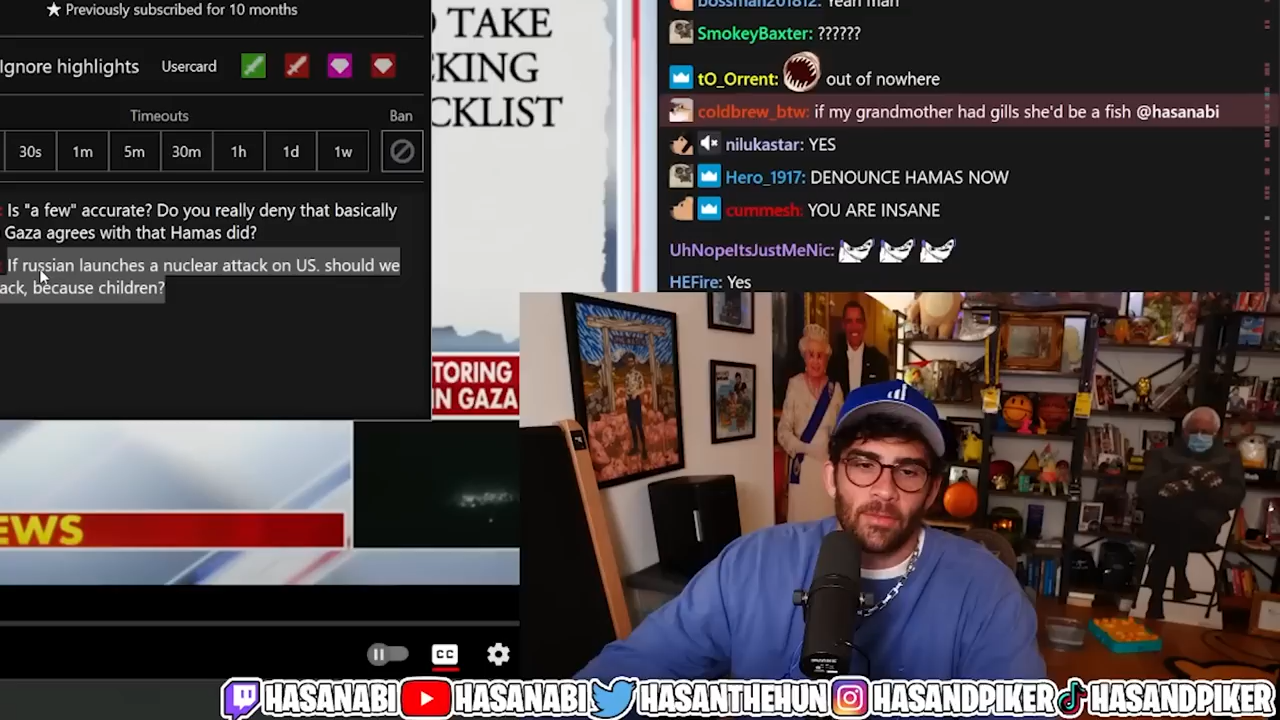 ★ Previously subscribed for 10 months
Ignore highlights Usercard
Timeouts Ban
30s 1m 5m 30m 1h 1d 1w
Is "a few" accurate? Do you really deny that basically
Gaza agrees with that Hamas did?
If russian launches a nuclear attack on US. should we
ack, because children?
TAKE
KING
CKLIST
TORING
IN GAZA
EWS
CC
bossman201812: Yeah man
SmokeyBaxter: ??????
tO_Orrent: out of nowhere
coldbrew_btw: if my grandmother had gills she'd be a fish @hasanabi
nilukastar: YES
Hero_1917: DENOUNCE HAMAS NOW
cummesh: YOU ARE INSANE
UhNopeItsJustMeNic:
HEFire: Yes
HASANABI HASANABI HASANTHEHUN HASANDPIKER HASANDPIKER